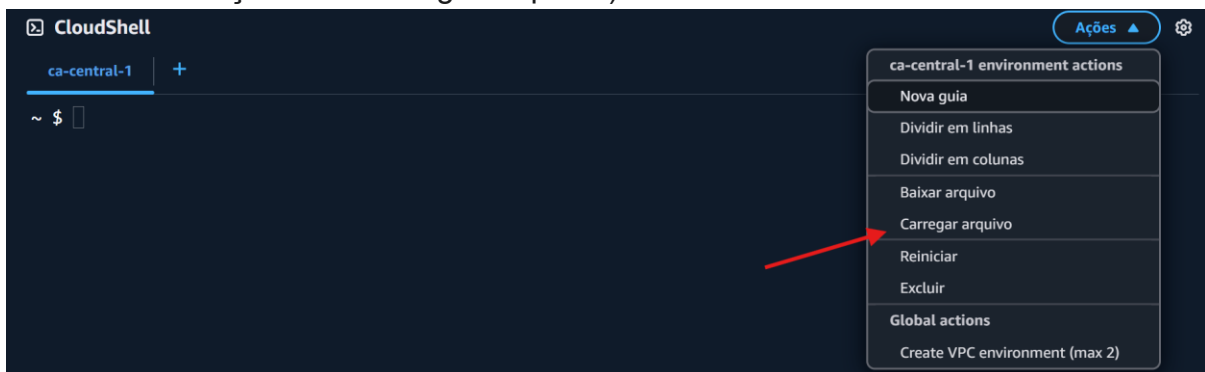 CloudShell
Ações ▲
ca-central-1
+
ca-central-1 environment actions
Nova guia
~ $
Dividir em linhas
Dividir em colunas
Baixar arquivo
Carregar arquivo
Reiniciar
Excluir
Global actions
Create VPC environment (max 2)